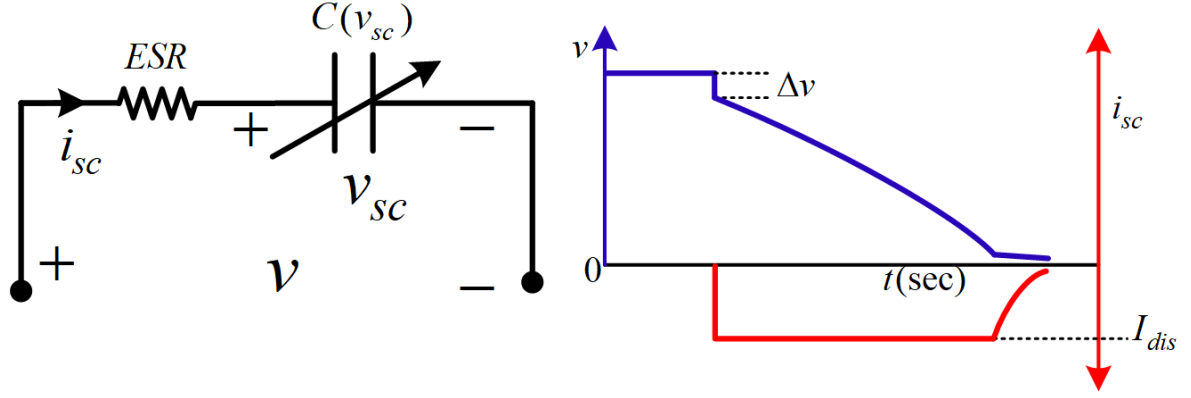 C(v_sc)
ESR
i_sc
+
−
v_sc
+
v
−
v
Δv
i_sc
0
t(sec)
I_dis